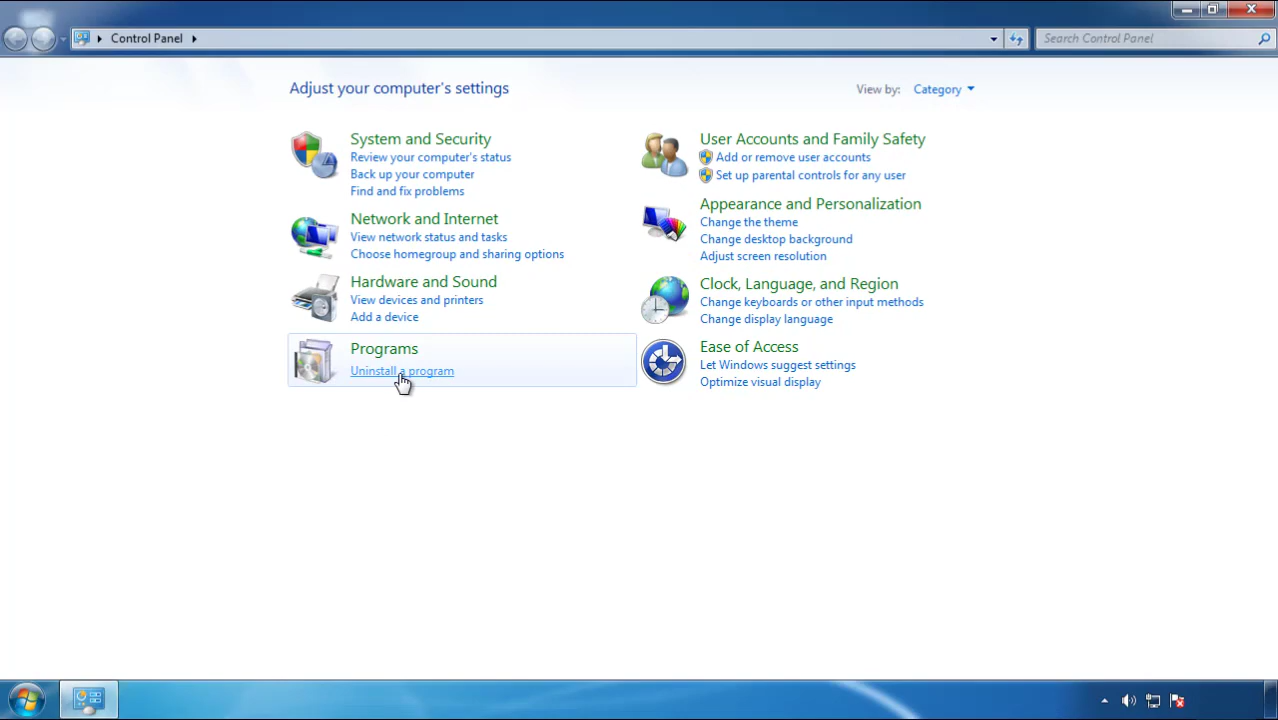 Control Panel
Search Control Panel
Adjust your computer's settings
View by: Category
System and Security
Review your computer's status
Back up your computer
Find and fix problems
Network and Internet
View network status and tasks
Choose homegroup and sharing options
Hardware and Sound
View devices and printers
Add a device
Programs
Uninstall a program
User Accounts and Family Safety
Add or remove user accounts
Set up parental controls for any user
Appearance and Personalization
Change the theme
Change desktop background
Adjust screen resolution
Clock, Language, and Region
Change keyboards or other input methods
Change display language
Ease of Access
Let Windows suggest settings
Optimize visual display